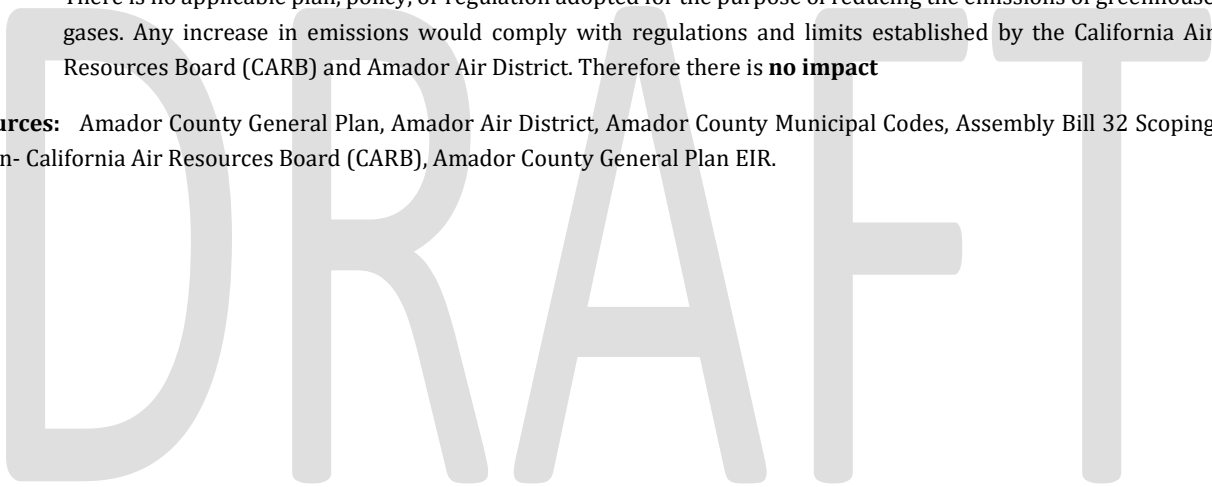 There is no applicable plan, policy, or regulation adopted for the purpose of reducing the emissions of greenhouse
gases. Any increase in emissions would comply with regulations and limits established by the California Air
Resources Board (CARB) and Amador Air District. Therefore there is no impact
urces: Amador County General Plan, Amador Air District, Amador County Municipal Codes, Assembly Bill 32 Scoping
n- California Air Resources Board (CARB), Amador County General Plan EIR.
DRAFT